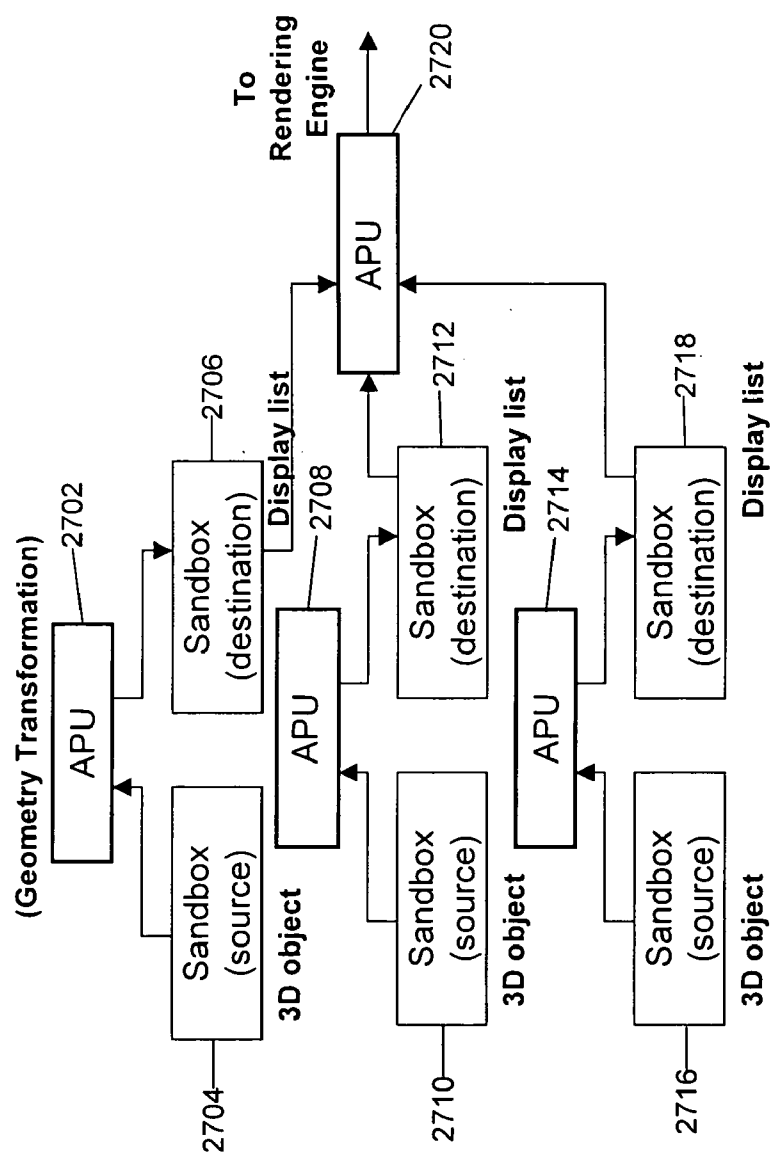 (Geometry Transformation)
2702
APU
2704
Sandbox
(source)
3D object
Sandbox
(destination)
2706
Display list
2708
APU
2710
Sandbox
(source)
3D object
Sandbox
(destination)
2712
Display list
2714
APU
2716
Sandbox
(source)
3D object
Sandbox
(destination)
2718
Display list
APU
2720
To
Rendering
Engine